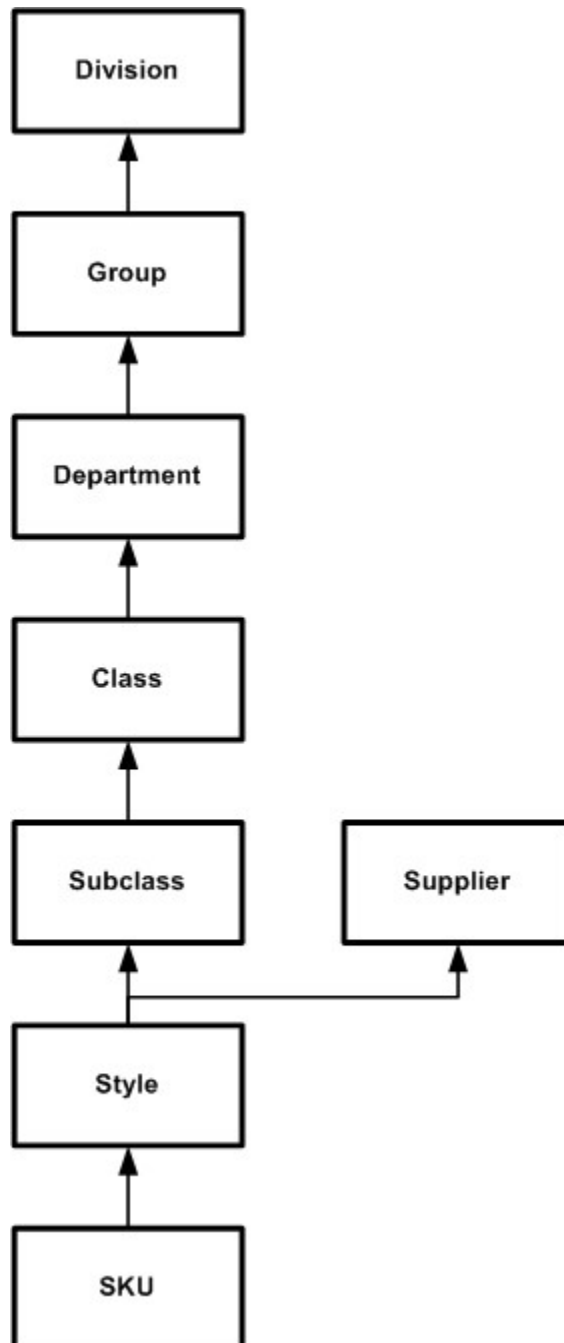 Division
Group
Department
Class
Subclass
Supplier
Style
SKU